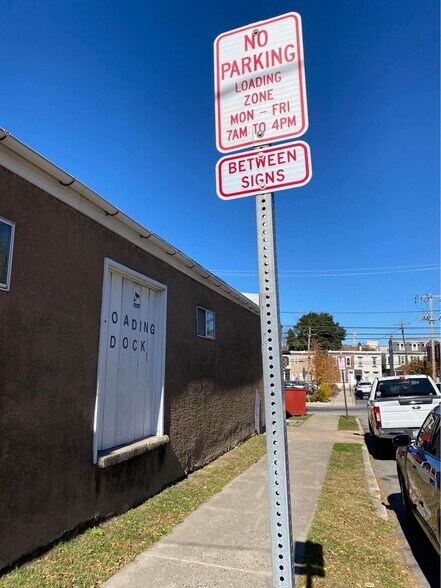 NO
PARKING
LOADING
ZONE
MON - FRI
7AM TO 4PM
BETWEEN
SIGNS
OADING
DOCK